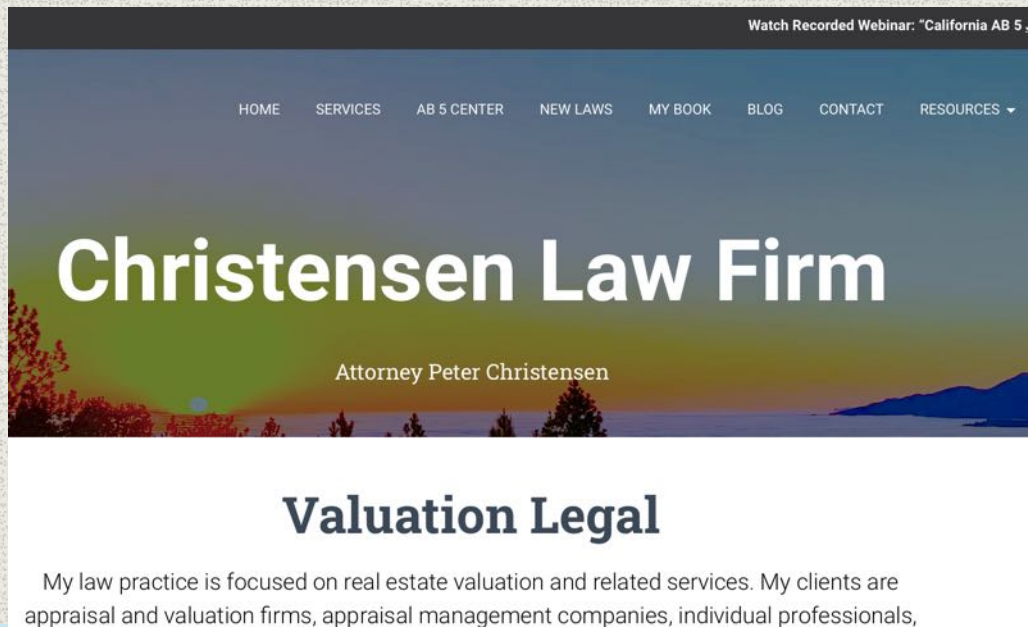 Watch Recorded Webinar: "California AB 5
HOME SERVICES AB 5 CENTER NEW LAWS MY BOOK BLOG CONTACT RESOURCES
Christensen Law Firm
Attorney Peter Christensen
Valuation Legal
My law practice is focused on real estate valuation and related services. My clients are
appraisal and valuation firms, appraisal management companies, individual professionals,